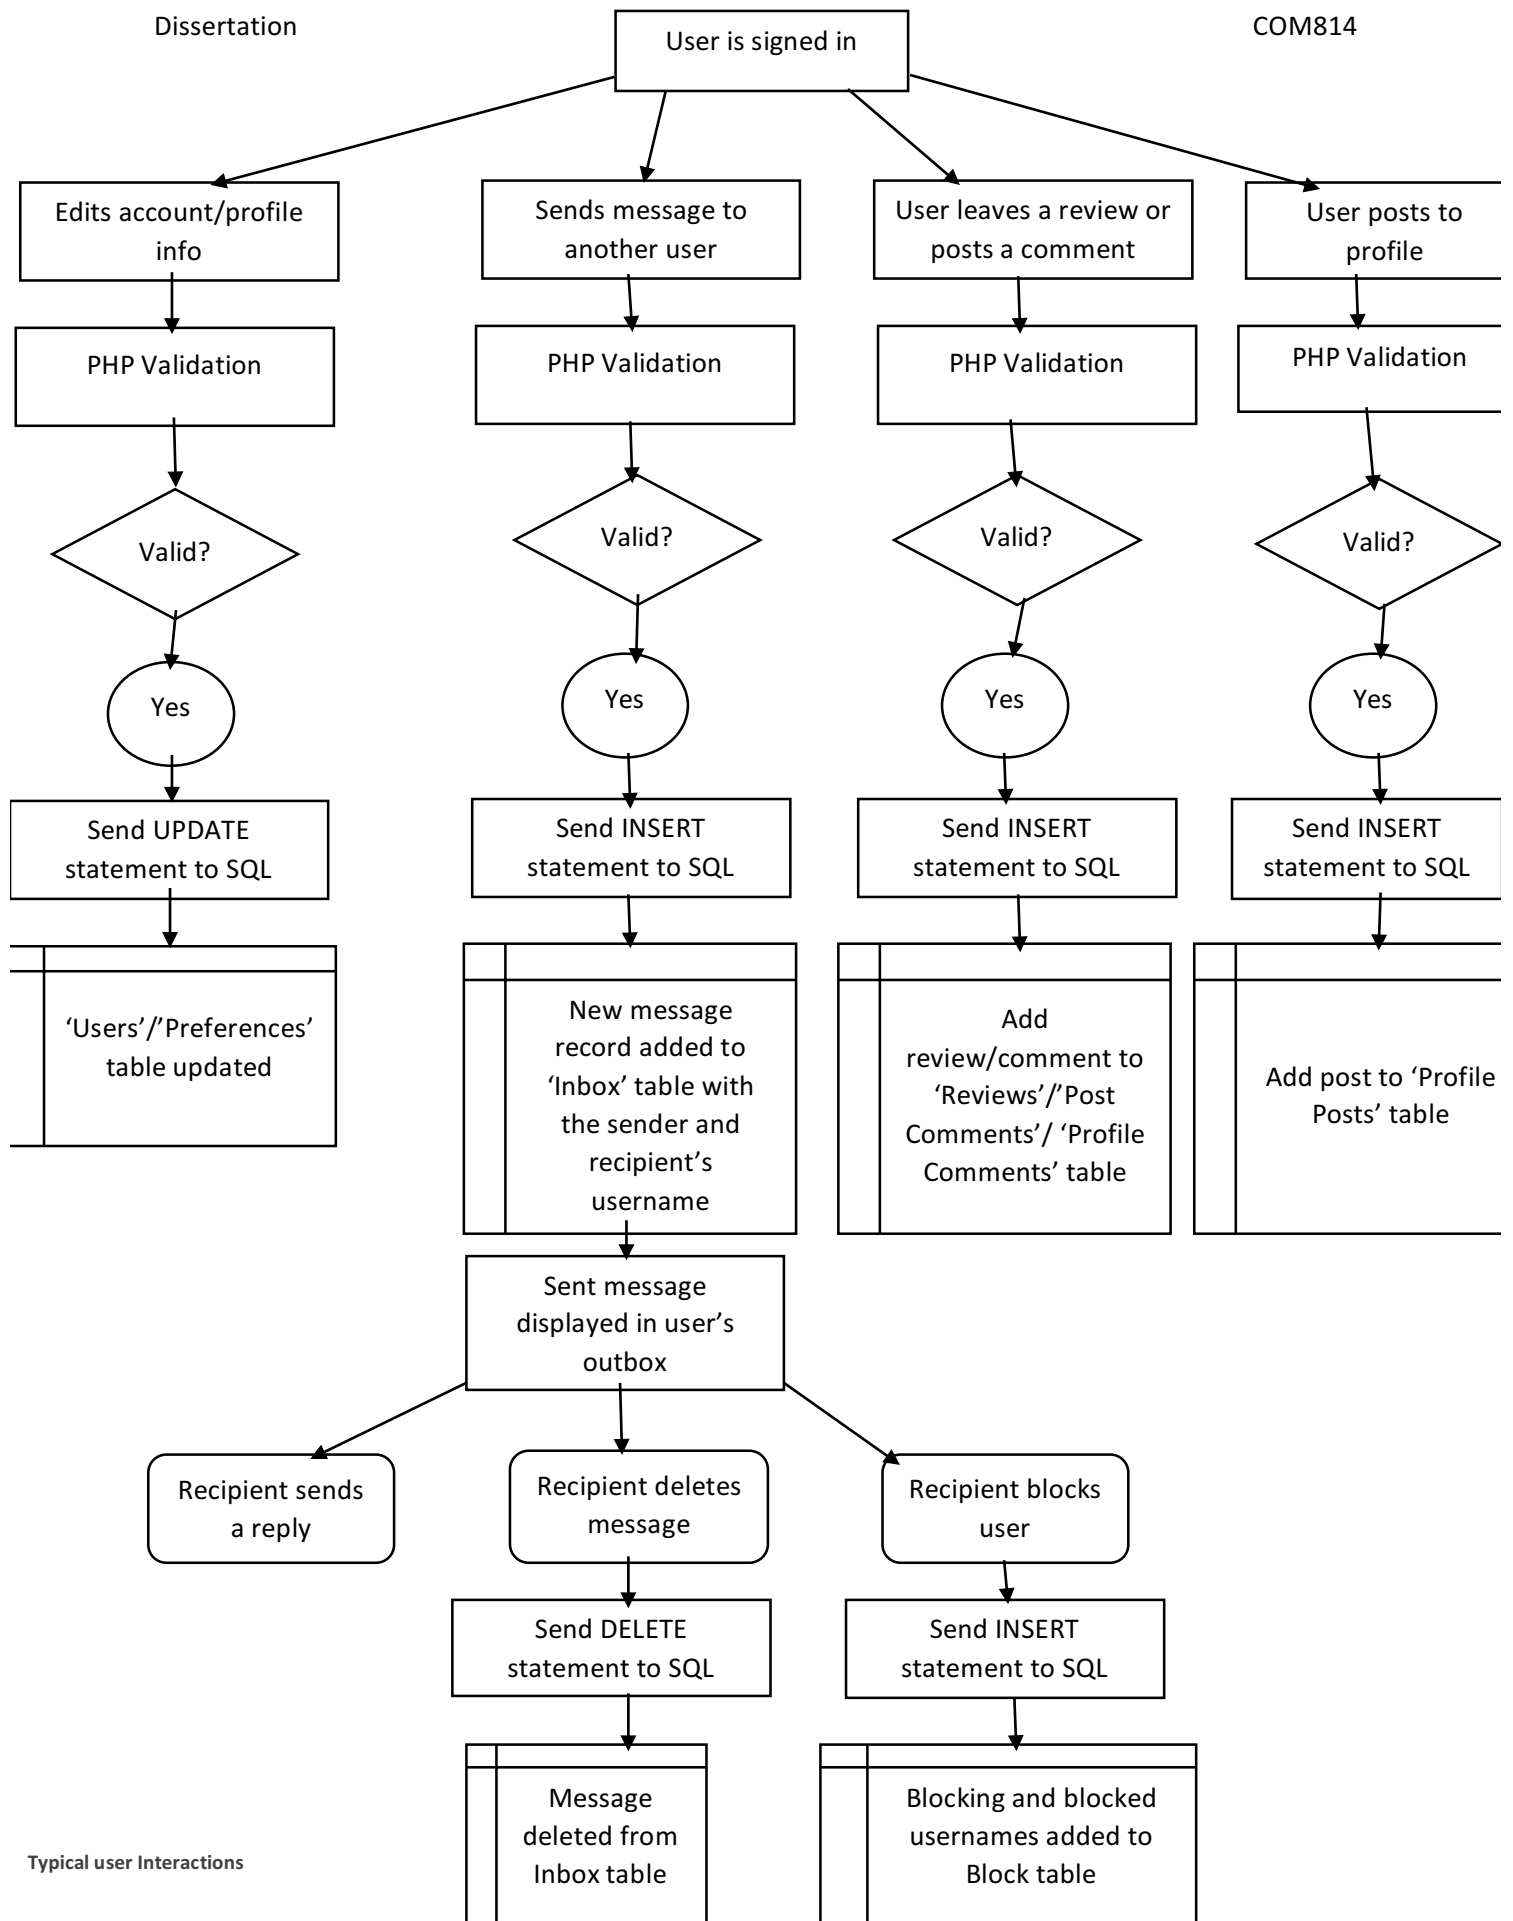 Dissertation
COM814
User is signed in
Edits account/profile
info
Sends message to
another user
User leaves a review or
posts a comment
User posts to
profile
PHP Validation
PHP Validation
PHP Validation
PHP Validation
Valid?
Valid?
Valid?
Valid?
Yes
Yes
Yes
Yes
Send UPDATE
statement to SQL
Send INSERT
statement to SQL
Send INSERT
statement to SQL
Send INSERT
statement to SQL
‘Users’/’Preferences’
table updated
New message
record added to
‘Inbox’ table with
the sender and
recipient’s
username
Add
review/comment to
‘Reviews’/’Post
Comments’/ ‘Profile
Comments’ table
Add post to ‘Profile
Posts’ table
Sent message
displayed in user’s
outbox
Recipient sends
a reply
Recipient deletes
message
Recipient blocks
user
Send DELETE
statement to SQL
Send INSERT
statement to SQL
Message
deleted from
Inbox table
Blocking and blocked
usernames added to
Block table
Typical user Interactions